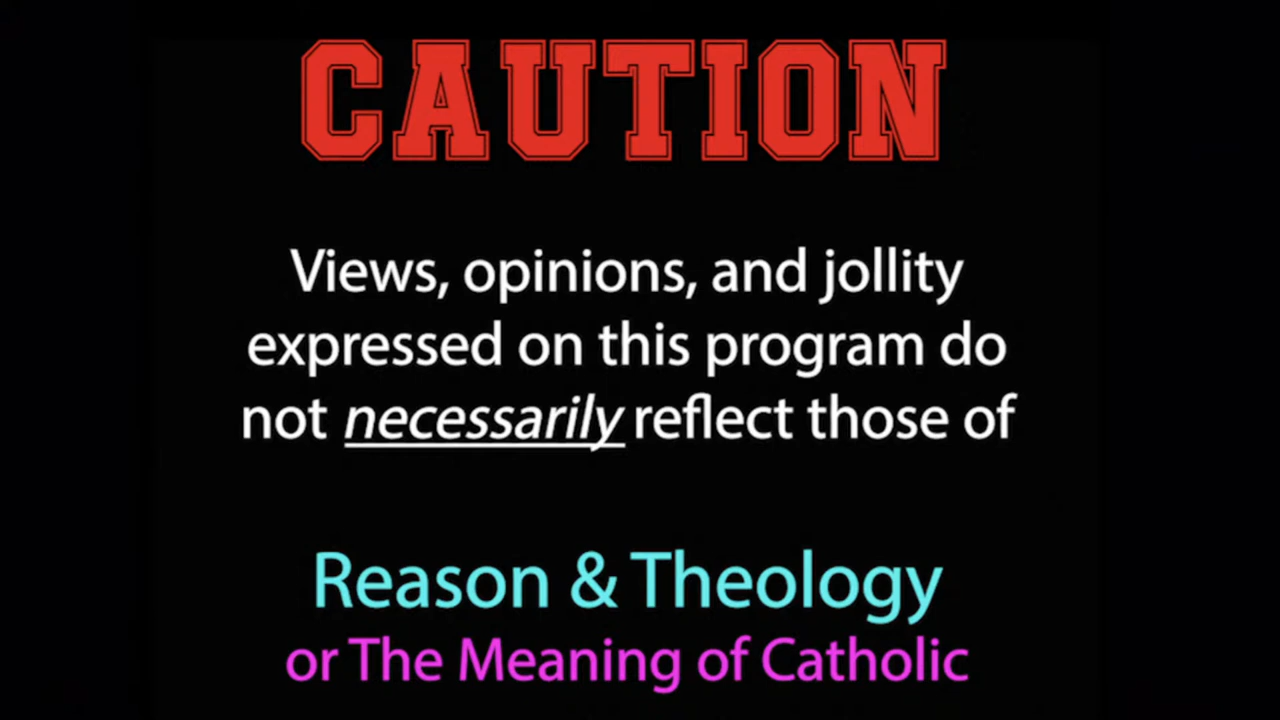 CAUTION
Views, opinions, and jollity
expressed on this program do
not necessarily reflect those of
Reason & Theology
or The Meaning of Catholic